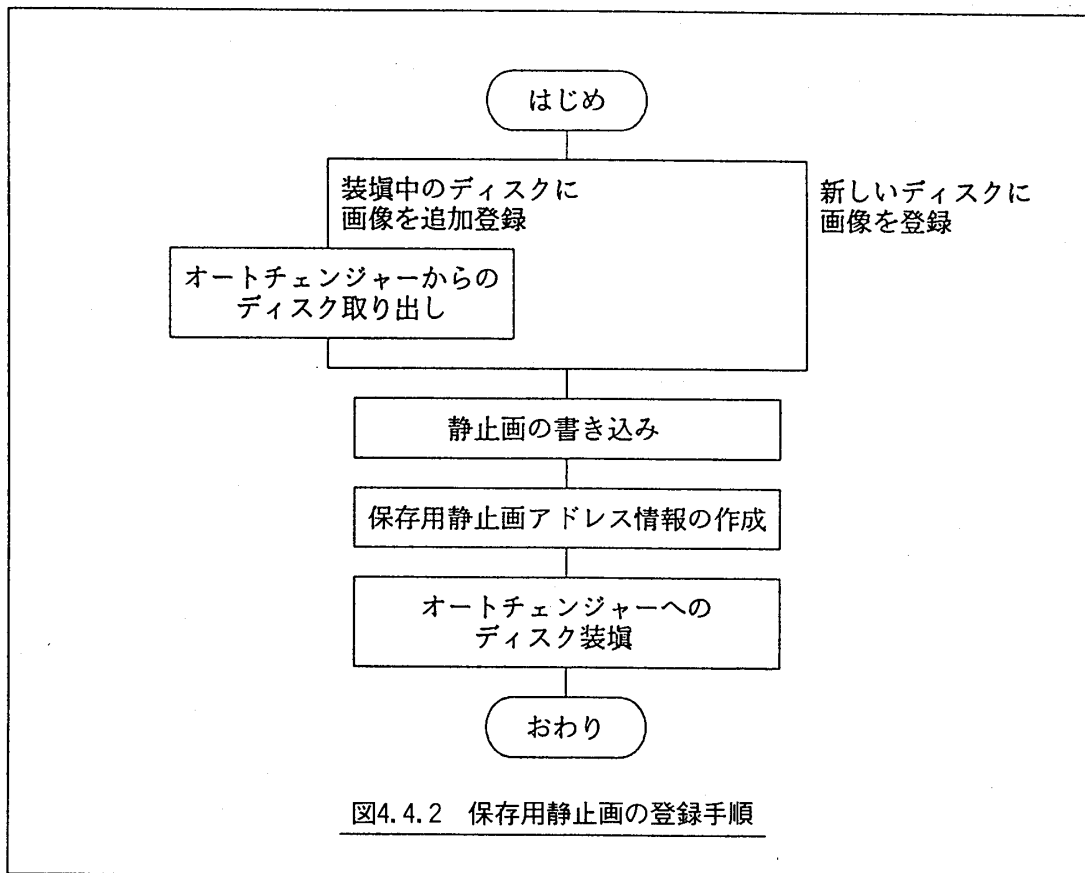 はじめ
装塡中のディスクに
画像を追加登録
新しいディスクに
画像を登録
オートチェンジャーからの
ディスク取り出し
静止画の書き込み
保存用静止画アドレス情報の作成
オートチェンジャーへの
ディスク装塡
おわり
図4.4.2 保存用静止画の登録手順